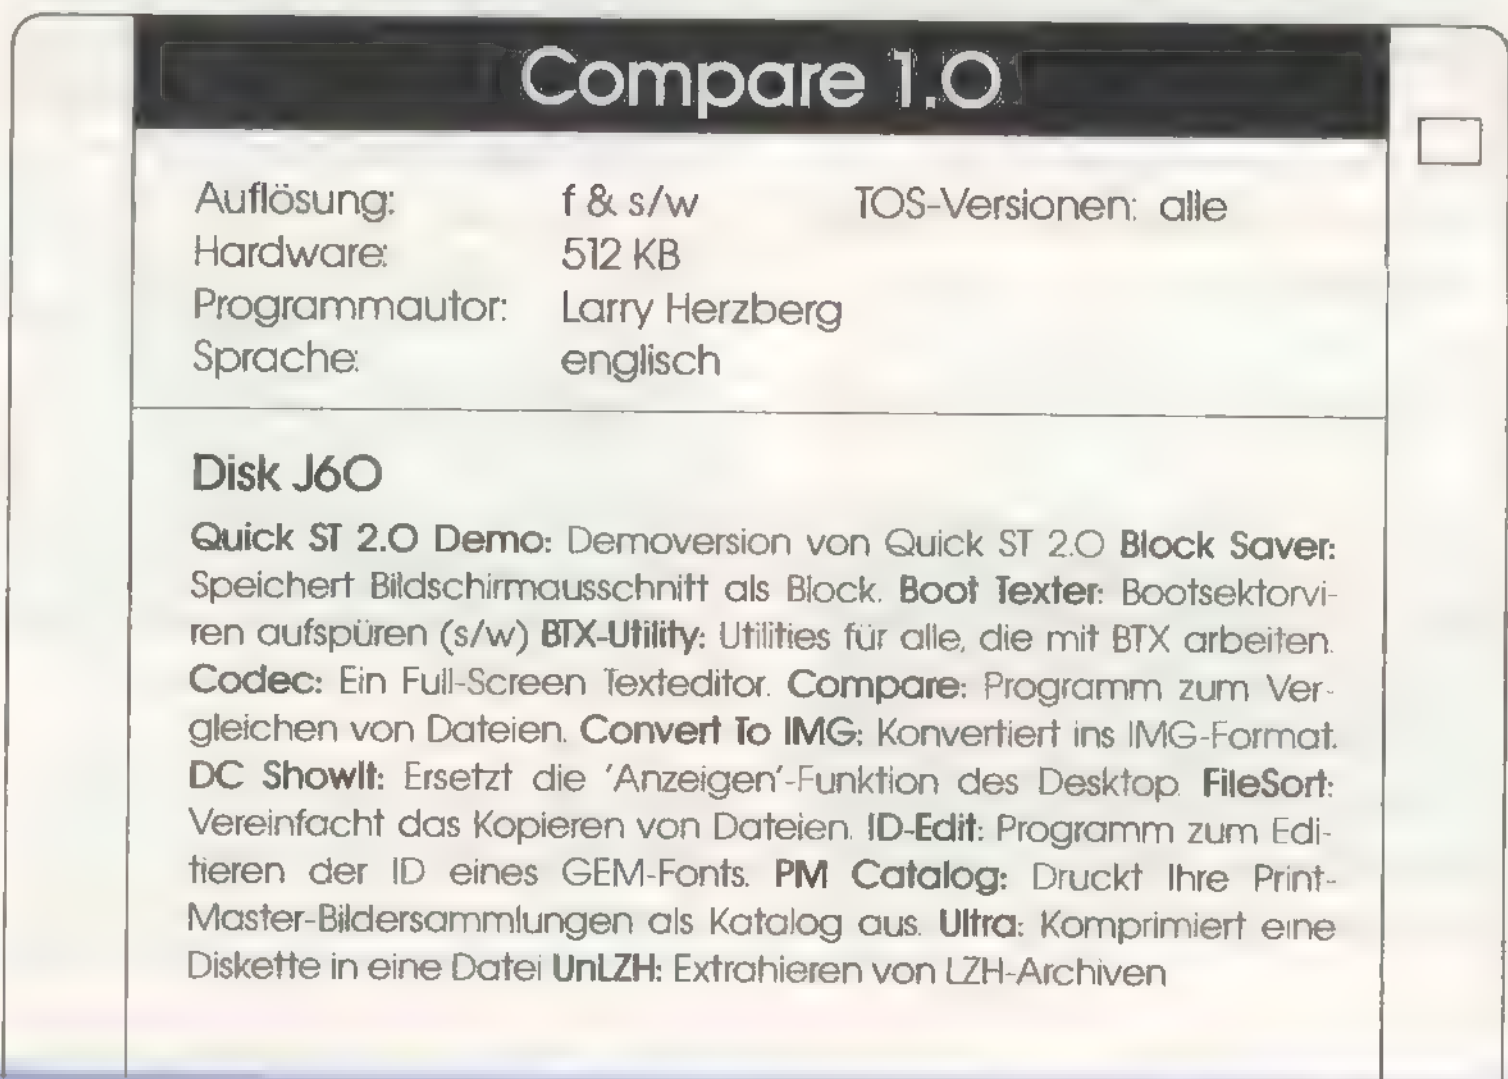 Compare 1.0
Auflösung: f & s/w TOS-Versionen: alle
Hardware: 512 KB
Programmautor: Larry Herzberg
Sprache: englisch
Disk J60
Quick ST 2.0 Demo: Demoversion von Quick ST 2.0 Block Saver:
Speichert Bildschirmausschnitt als Block. Boot Texter: Bootsektorvi-
ren aufspüren (s/w) BTX-Utility: Utilities für alle, die mit BTX arbeiten.
Codec: Ein Full-Screen Texteditor. Compare: Programm zum Ver-
gleichen von Dateien. Convert To IMG: Konvertiert ins IMG-Format.
DC ShowIt: Ersetzt die 'Anzeigen'-Funktion des Desktop. FileSort:
Vereinfacht das Kopieren von Dateien. ID-Edit: Programm zum Edi-
tieren der ID eines GEM-Fonts. PM Catalog: Druckt Ihre Print-
Master-Bildersammlungen als Katalog aus. Ultra: Komprimiert eine
Diskette in eine Datei UnLZH: Extrahieren von LZH-Archiven